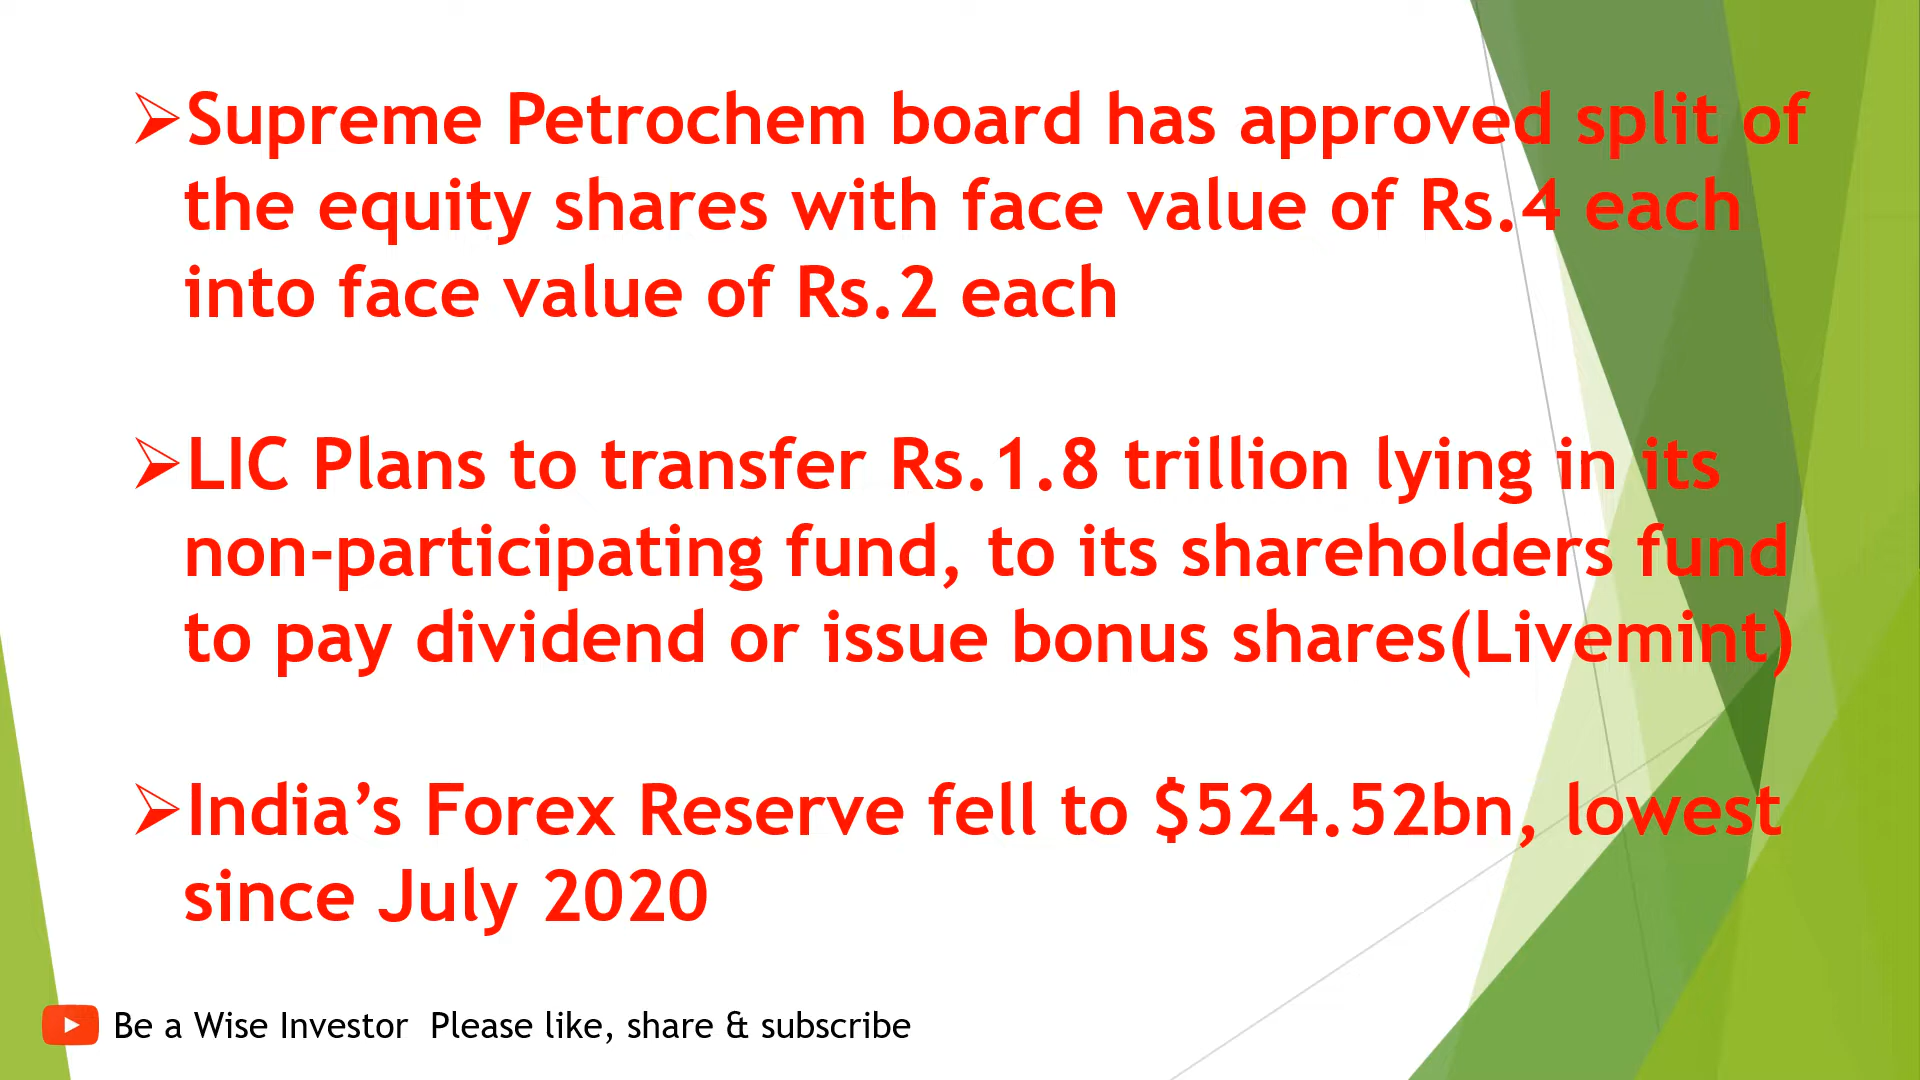 Supreme Petrochem board has approved split of
the equity shares with face value of Rs.4 each
into face value of Rs.2 each
LIC Plans to transfer Rs.1.8 trillion lying in its
non-participating fund, to its shareholders fund
to pay dividend or issue bonus shares(Livemint)
India’s Forex Reserve fell to $524.52bn, lowest
since July 2020
Be a Wise Investor  Please like, share & subscribe